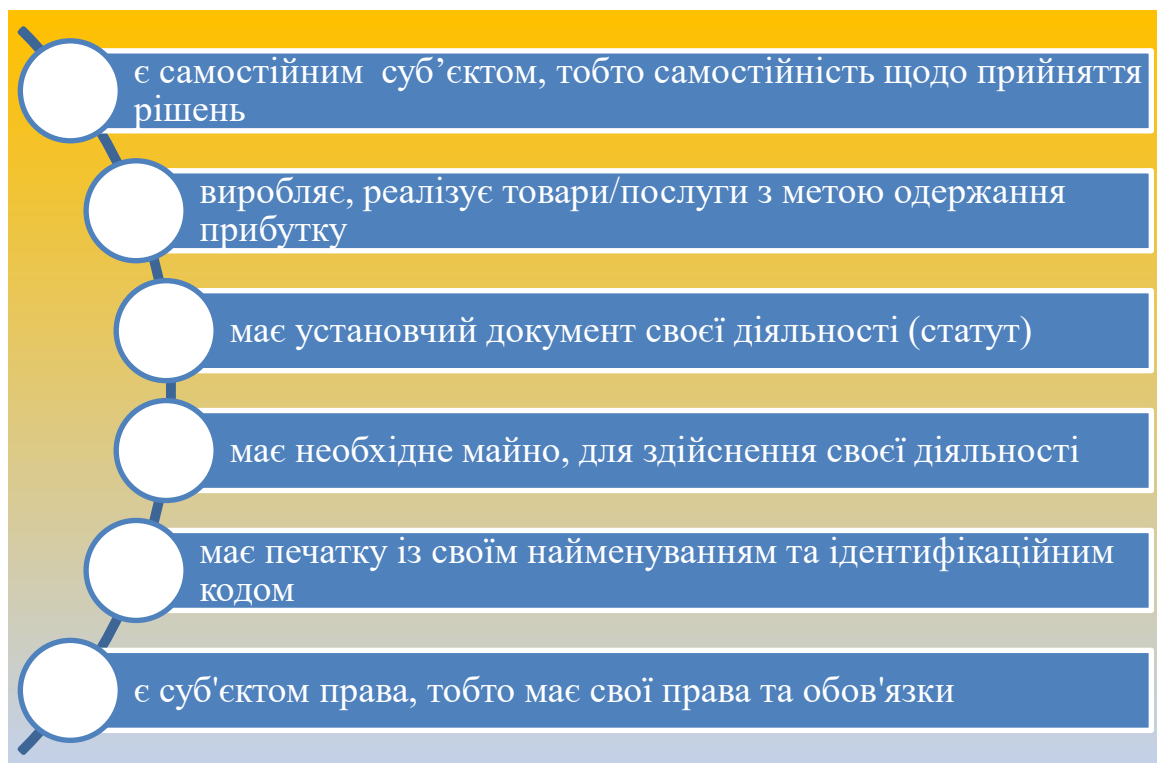 є самостійним  суб’єктом, тобто самостійність щодо прийняття
рішень
виробляє, реалізує товари/послуги з метою одержання
прибутку
має установчий документ своєї діяльності (статут)
має необхідне майно, для здійснення своєї діяльності
має печатку із своїм найменуванням та ідентифікаційним
кодом
є суб'єктом права, тобто має свої права та обов'язки